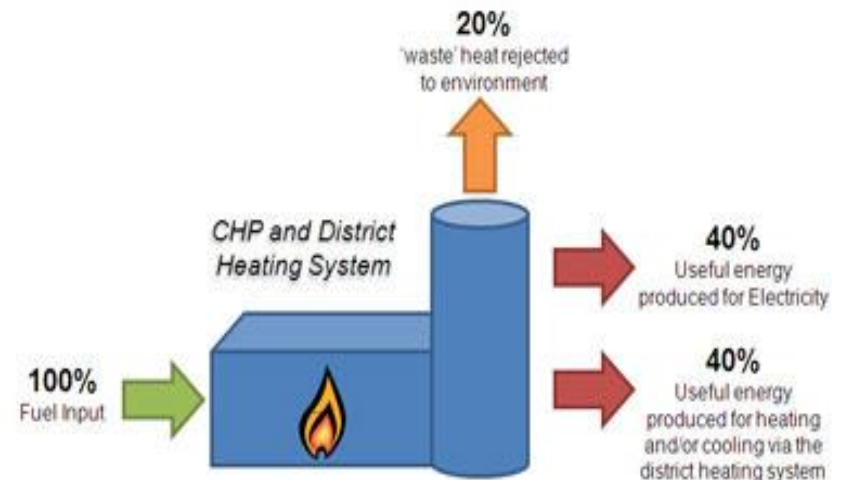 20%
'waste' heat rejected
to environment
CHP and District
Heating System
40%
Useful energy
produced for Electricity
100%
Fuel Input
40%
Useful energy
produced for heating
and/or cooling via the
district heating system